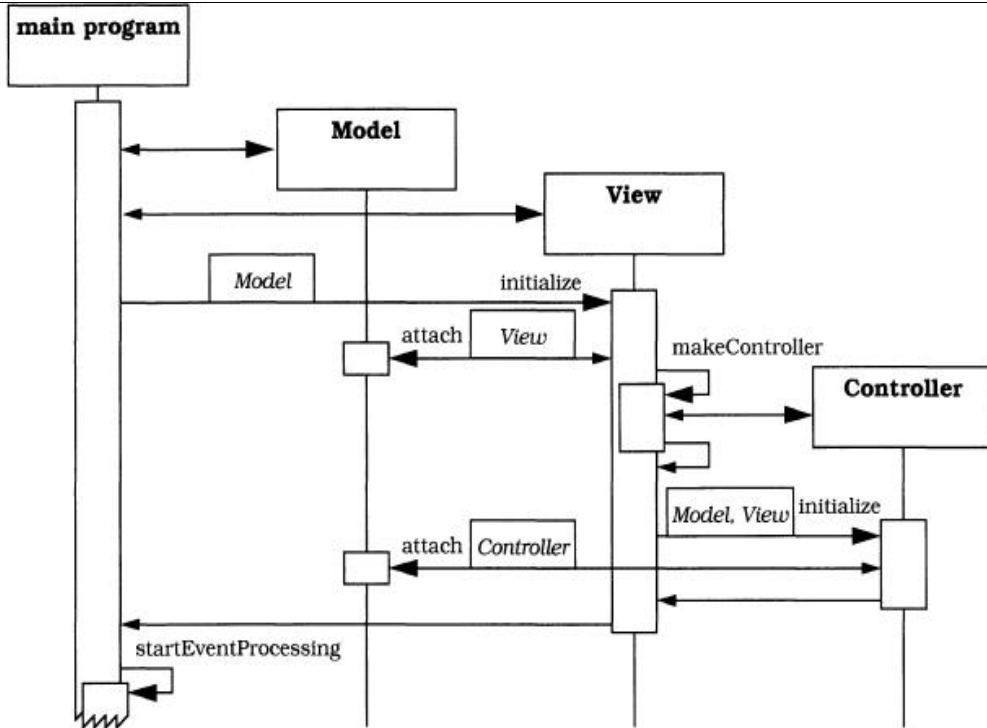 main program
Model
View
Model
initialize
attach
View
makeController
Controller
Model, View
initialize
attach
Controller
startEventProcessing